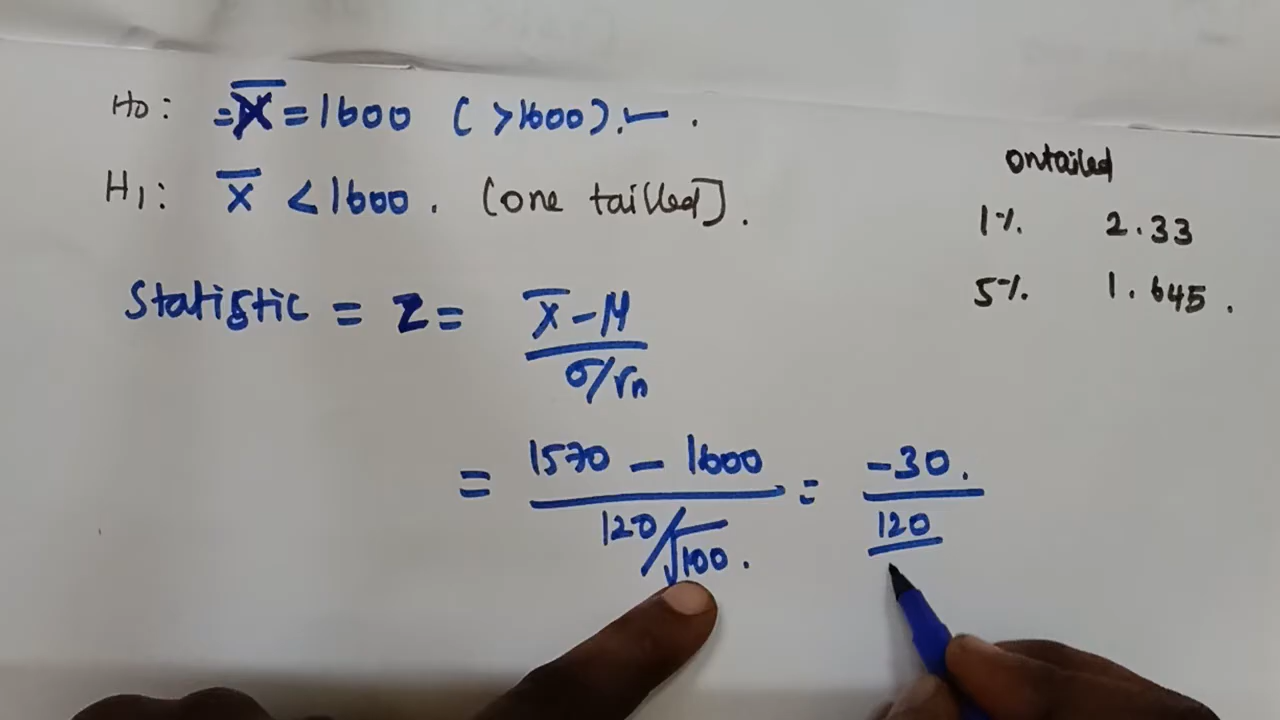 H0: = X̅ = 1600 ( >1600).
H1: X̅ < 1600. (one tailled].
ontailed
1% 2.33
5% 1.645.
Statistic = Z = X̅ - M / σ/√n
= 1570 - 1600 / 120/√100. = -30. / 120